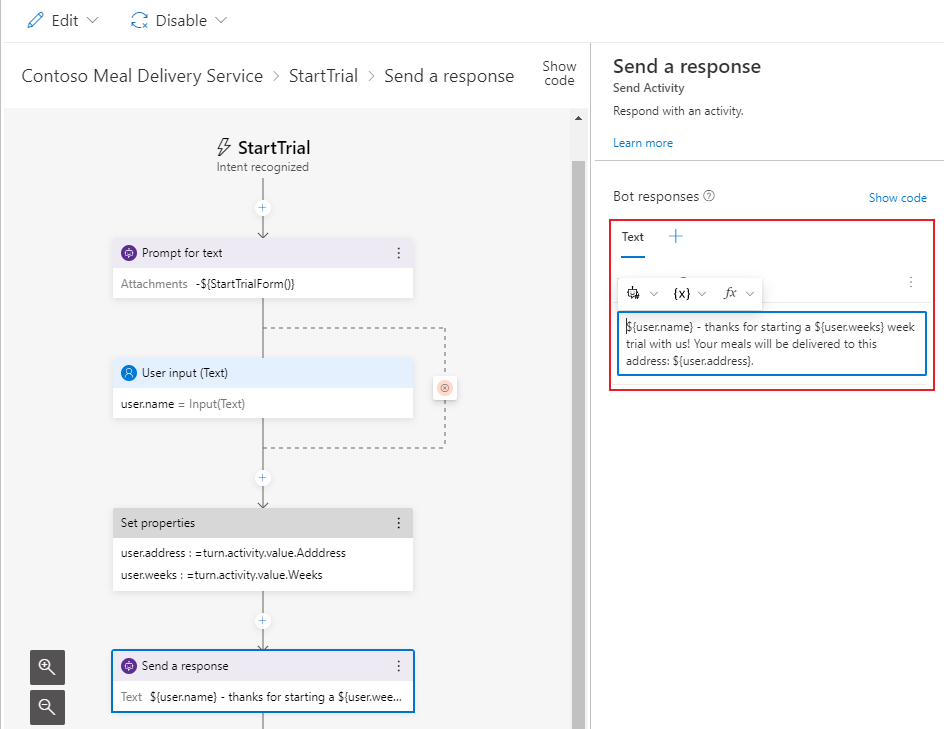 Edit
Disable
Contoso Meal Delivery Service > StartTrial > Send a response
Show
code
StartTrial
Intent recognized
Prompt for text
Attachments -${StartTrialForm()}
User input (Text)
user.name = Input(Text)
Set properties
user.address : =turn.activity.value.Adddress
user.weeks : =turn.activity.value.Weeks
Send a response
Text ${user.name} - thanks for starting a ${user.wee...
Send a response
Send Activity
Respond with an activity.
Learn more
Bot responses
Show code
Text
{x}
fx
${user.name} - thanks for starting a ${user.weeks} week
trial with us! Your meals will be delivered to this
address: ${user.address}.